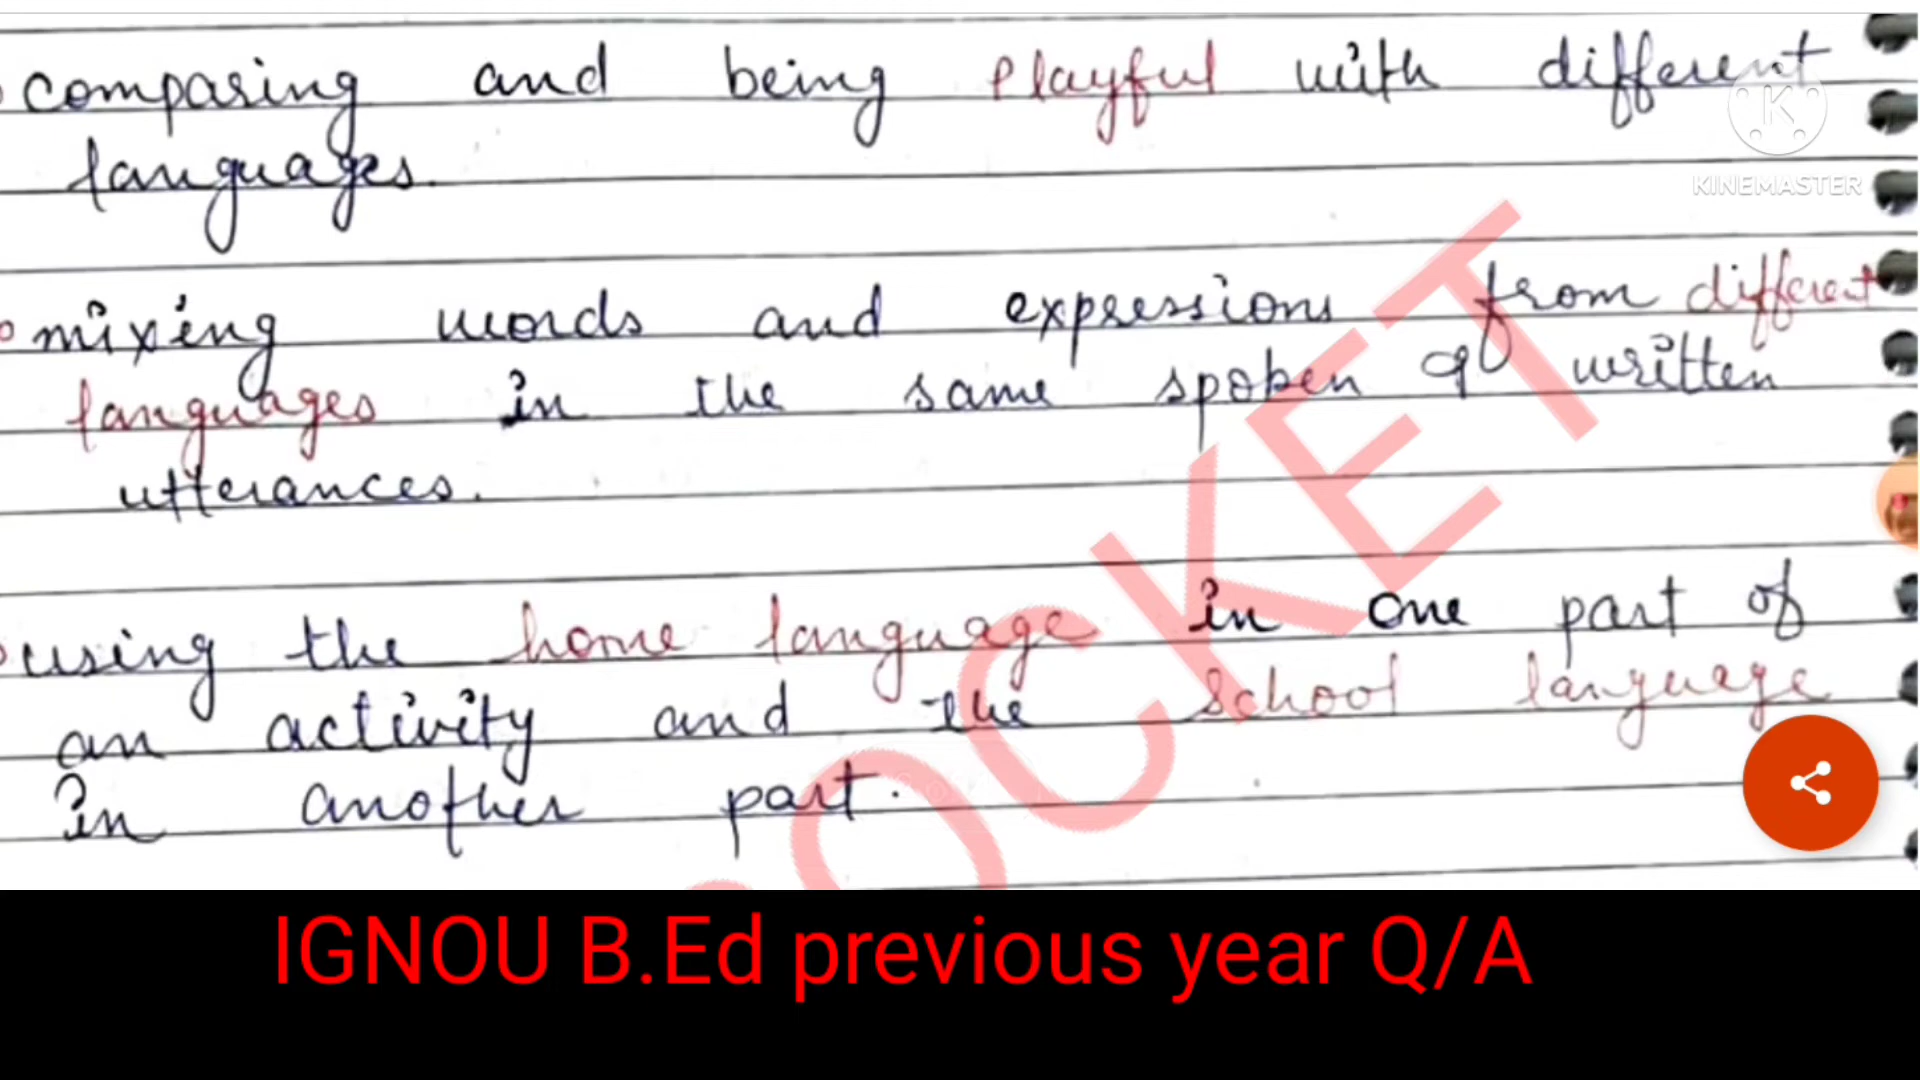 comparing and being playful with different
languages.
KINEMASTER
mixing words and expressions from different
languages in the same spoken or written
utterances.
using the home language in one part of
an activity and the school language
in another part.
OCKET
IGNOU B.Ed previous year Q/A